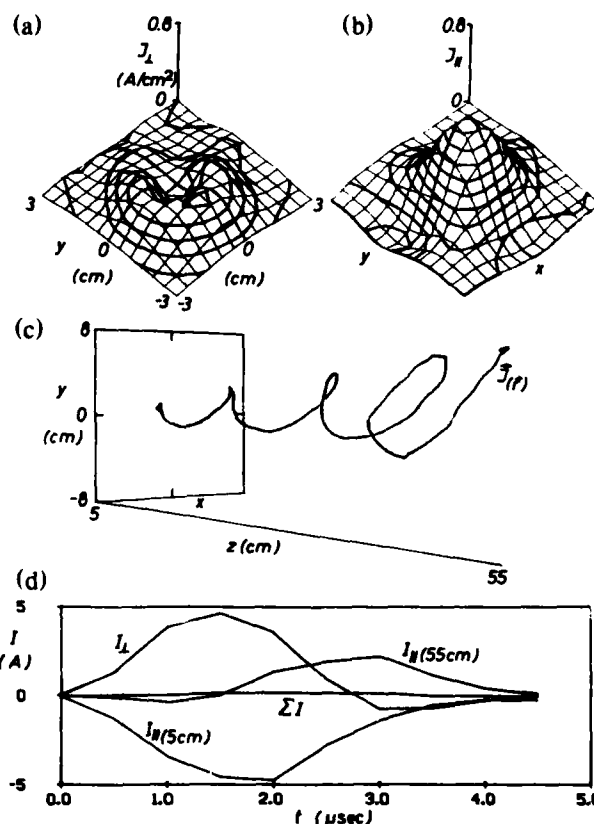 (a)
0.8
J⊥
(A/cm²)
0
3
y
(cm)
0
-3
-3
0
(cm)
3
(b)
0.8
J∥
0
y
x
3
(c)
8
y
0
(cm)
-8
5
x
z (cm)
55
J⃗(r⃗)
(d)
5
I
(A)
0
-5
I⊥
I∥(55cm)
ΣI
I∥(5cm)
0.0
1.0
2.0
3.0
4.0
5.0
t (μsec)